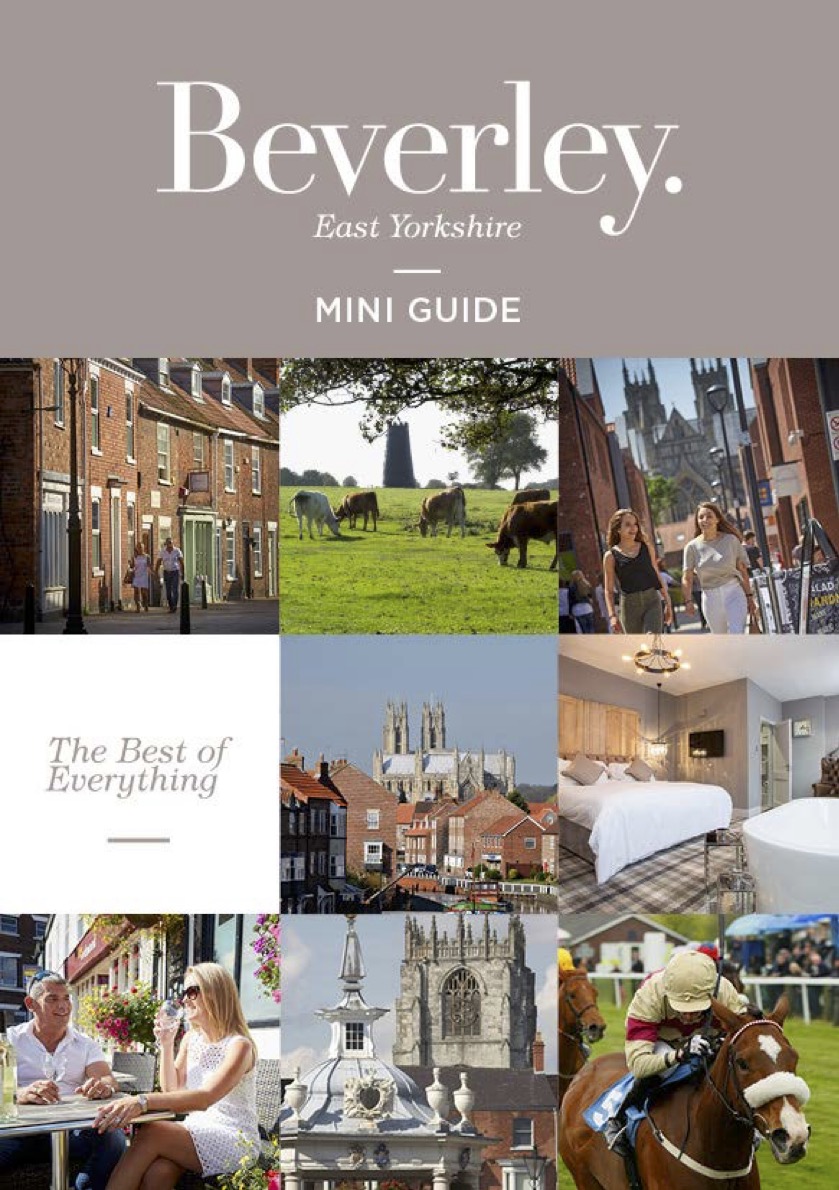 Beverley.
East Yorkshire
MINI GUIDE
The Best of
Everything